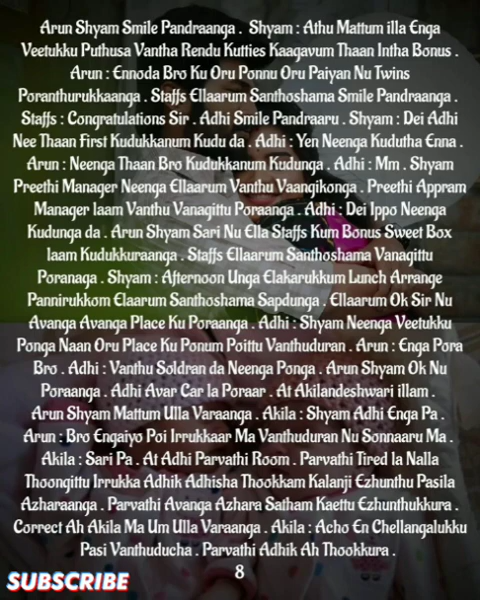 Arun Shyam Smile Pandraanga . Shyam : Athu Mattum illa Enga
Veetukku Puthusa Vantha Rendu Kutties Kaagavum Thaan Intha Bonus .
Arun : Ennoda Bro Ku Oru Ponnu Oru Paiyan Nu Twins
Poranthurukkaanga . Staffs Ellaarum Santhoshama Smile Pandraanga .
Staffs : Congratulations Sir . Adhi Smile Pandraaru . Shyam : Dei Adhi
Nee Thaan First Kudukkanum Kudu da . Adhi : Yen Neenga Kudutha Enna .
Arun : Neenga Thaan Bro Kudukkanum Kudunga . Adhi : Mm . Shyam
Preethi Manager Neenga Ellaarum Vanthu Vaangikonga . Preethi Appram
Manager laam Vanthu Vanagittu Poraanga . Adhi : Dei Ippo Neenga
Kudunga da . Arun Shyam Sari Nu Ella Staffs Kum Bonus Sweet Box
laam Kudukkuraanga . Staffs Ellaarum Santhoshama Vanagittu
Poranaga . Shyam : Afternoon Unga Elakarukkum Lunch Arrange
Pannirukkom Elaarum Santhoshama Sapdunga . Ellaarum Ok Sir Nu
Avanga Avanga Place Ku Poraanga . Adhi : Shyam Neenga Veetukku
Ponga Naan Oru Place Ku Ponum Poittu Vanthuduran . Arun : Enga Pora
Bro . Adhi : Vanthu Soldran da Neenga Ponga . Arun Shyam Ok Nu
Poraanga . Adhi Avar Car la Poraar . At Akilandeshwari illam .
Arun Shyam Mattum Ulla Varaanga . Akila : Shyam Adhi Enga Pa .
Arun : Bro Engaiyo Poi Irrukkaar Ma Vanthuduran Nu Sonnaaru Ma .
Akila : Sari Pa . At Adhi Parvathi Room . Parvathi Tired la Nalla
Thoongittu Irrukka Adhik Adhisha Thookkam Kalanji Ezhunthu Pasila
Azharaanga . Parvathi Avanga Azhara Satham Kaettu Ezhunthukkura .
Correct Ah Akila Ma Um Ulla Varaanga . Akila : Acho En Chellangalukku
Pasi Vanthuducha . Parvathi Adhik Ah Thookkura .
8
SUBSCRIBE